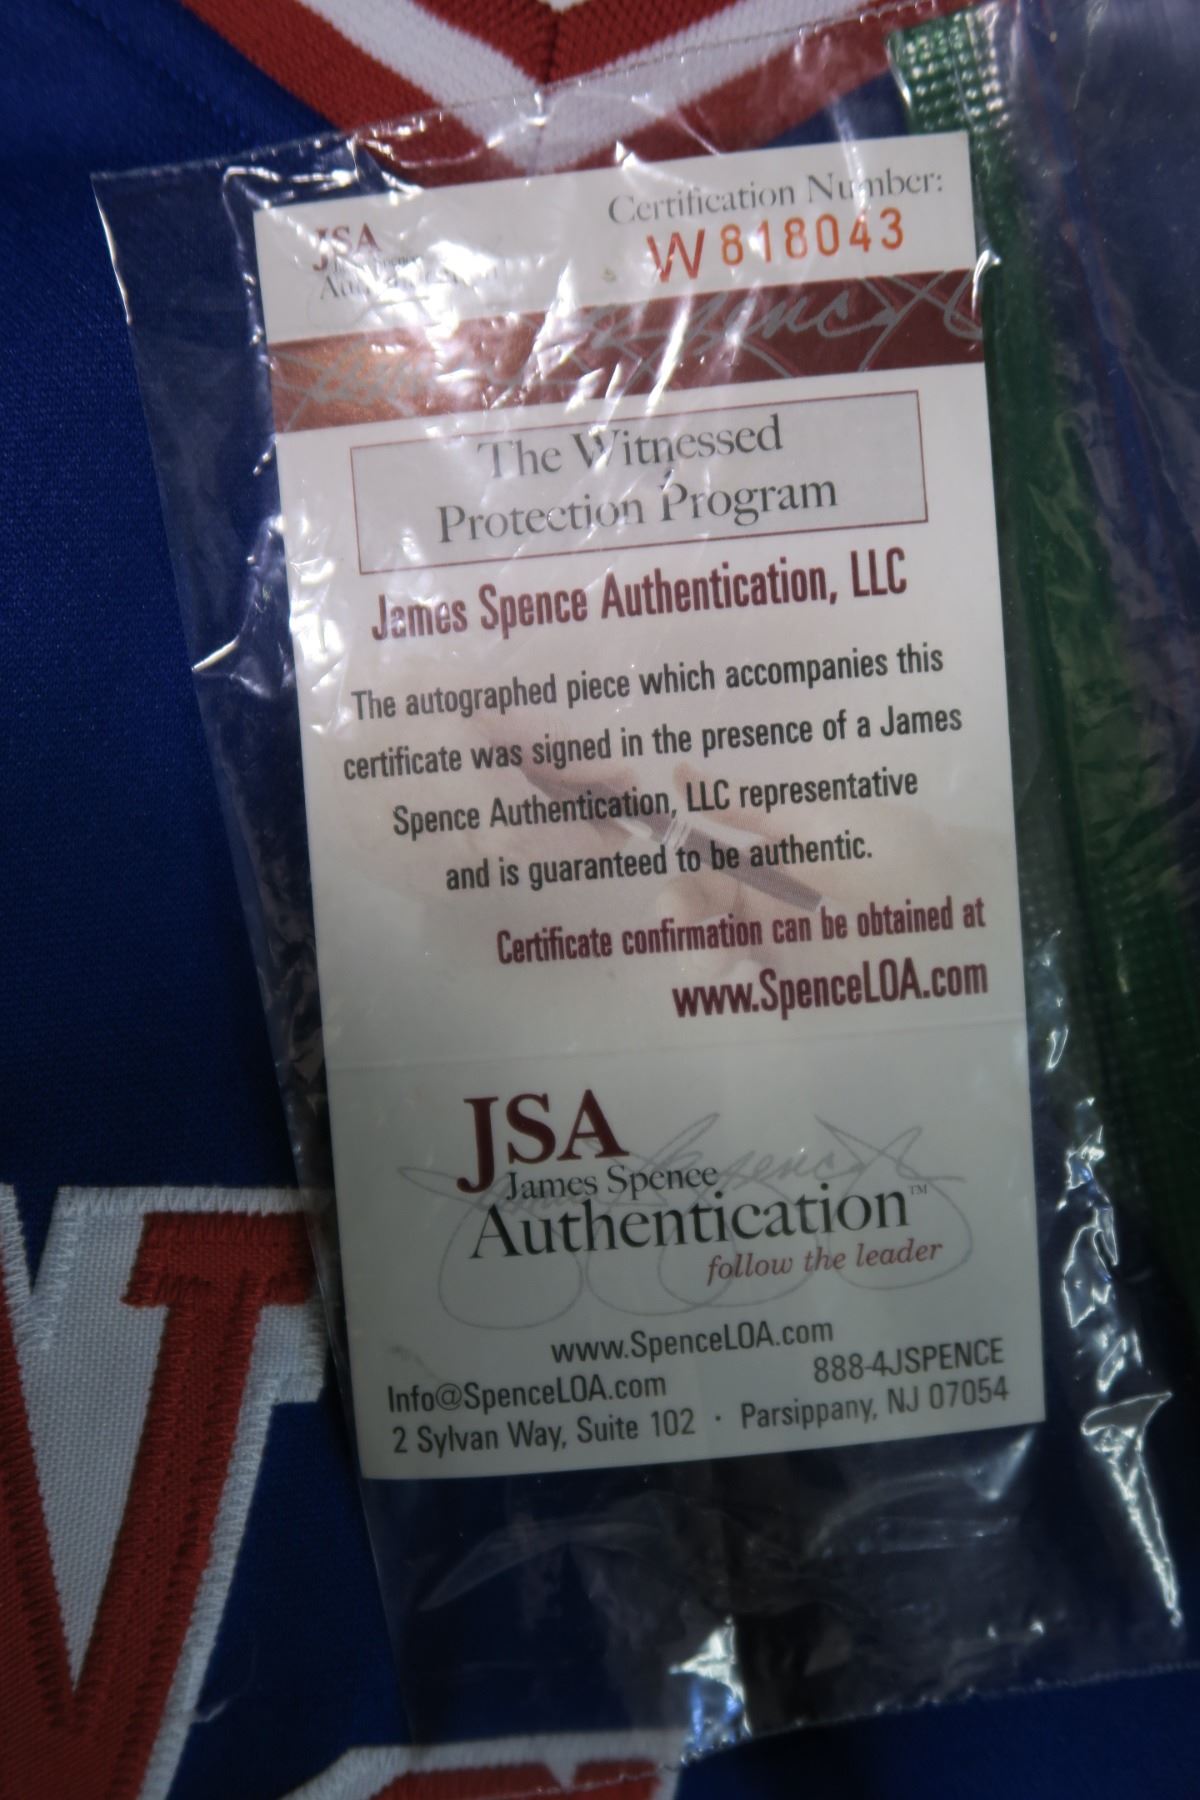 JSA
Certification Number:
W818043
The Witnessed
Protection Program
James Spence Authentication, LLC
The autographed piece which accompanies this
certificate was signed in the presence of a James
Spence Authentication, LLC representative
and is guaranteed to be authentic.
Certificate confirmation can be obtained at
www.SpenceLOA.com
JSA
James Spence
Authentication™
follow the leader
www.SpenceLOA.com
888-4JSPENCE
Info@SpenceLOA.com
2 Sylvan Way, Suite 102 · Parsippany, NJ 07054